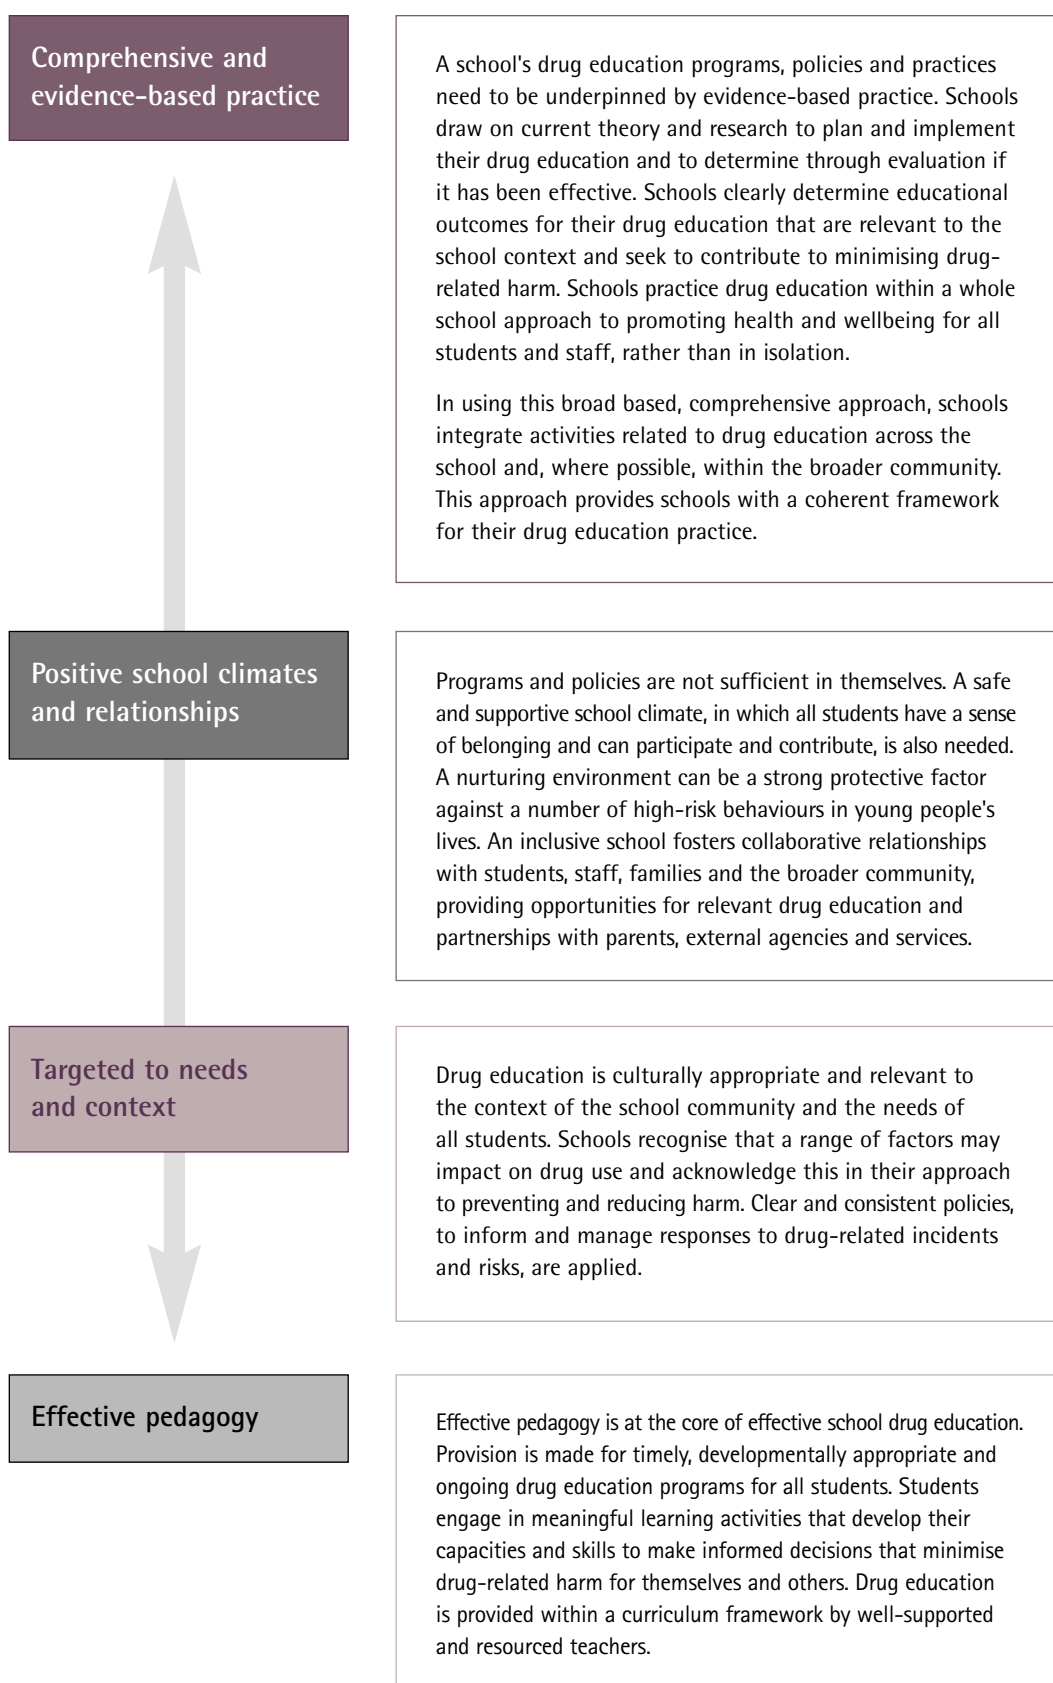 Comprehensive and
evidence-based practice
A school's drug education programs, policies and practices
need to be underpinned by evidence-based practice. Schools
draw on current theory and research to plan and implement
their drug education and to determine through evaluation if
it has been effective. Schools clearly determine educational
outcomes for their drug education that are relevant to the
school context and seek to contribute to minimising drug-
related harm. Schools practice drug education within a whole
school approach to promoting health and wellbeing for all
students and staff, rather than in isolation.
In using this broad based, comprehensive approach, schools
integrate activities related to drug education across the
school and, where possible, within the broader community.
This approach provides schools with a coherent framework
for their drug education practice.
Positive school climates
and relationships
Programs and policies are not sufficient in themselves. A safe
and supportive school climate, in which all students have a sense
of belonging and can participate and contribute, is also needed.
A nurturing environment can be a strong protective factor
against a number of high-risk behaviours in young people's
lives. An inclusive school fosters collaborative relationships
with students, staff, families and the broader community,
providing opportunities for relevant drug education and
partnerships with parents, external agencies and services.
Targeted to needs
and context
Drug education is culturally appropriate and relevant to
the context of the school community and the needs of
all students. Schools recognise that a range of factors may
impact on drug use and acknowledge this in their approach
to preventing and reducing harm. Clear and consistent policies,
to inform and manage responses to drug-related incidents
and risks, are applied.
Effective pedagogy
Effective pedagogy is at the core of effective school drug education.
Provision is made for timely, developmentally appropriate and
ongoing drug education programs for all students. Students
engage in meaningful learning activities that develop their
capacities and skills to make informed decisions that minimise
drug-related harm for themselves and others. Drug education
is provided within a curriculum framework by well-supported
and resourced teachers.